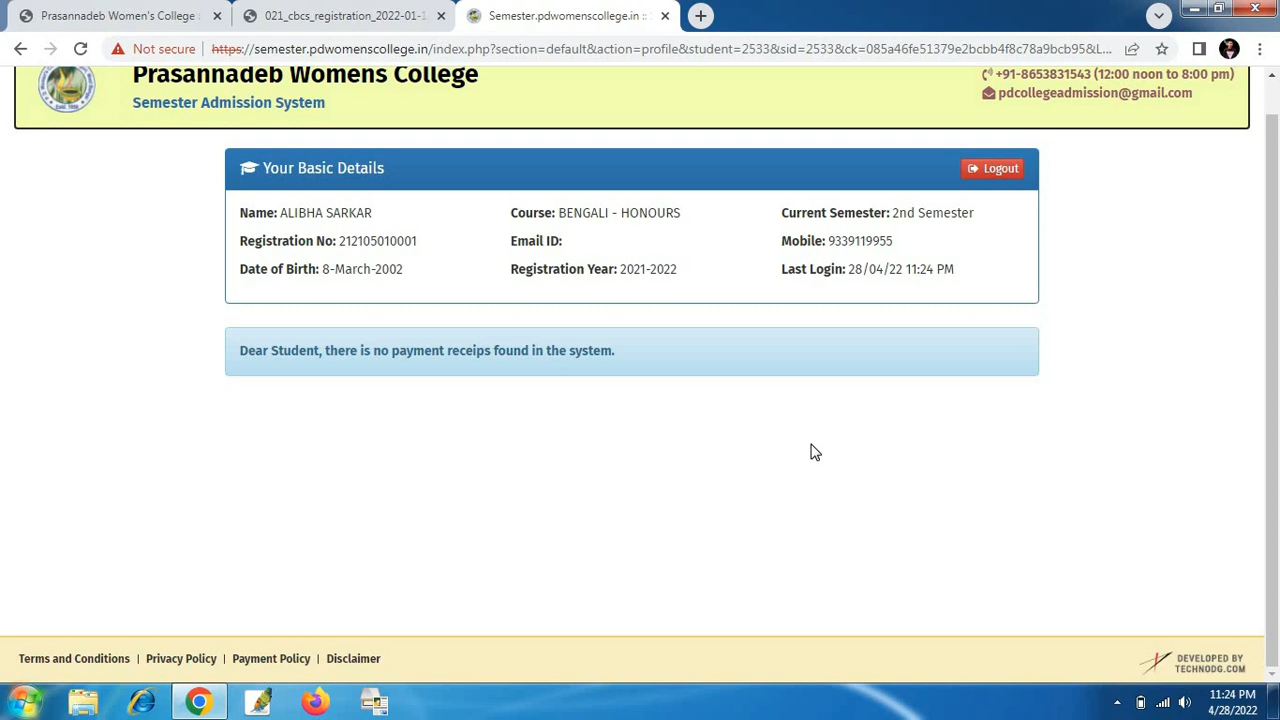 Prasannadeb Women's College
021_cbcs_registration_2022-01-1
Semester.pdwomenscollege.in ::
Not secure | https://semester.pdwomenscollege.in/index.php?section=default&action=profile&student=2533&sid=2533&ck=085a46fe51379e2bcbb4f8c78a9bcb95&L...
Prasannadeb Womens College
Semester Admission System
+91-8653831543 (12:00 noon to 8:00 pm)
pdcollegeadmission@gmail.com
Your Basic Details
Logout
Name: ALIBHA SARKAR Course: BENGALI - HONOURS Current Semester: 2nd Semester
Registration No: 212105010001 Email ID: Mobile: 9339119955
Date of Birth: 8-March-2002 Registration Year: 2021-2022 Last Login: 28/04/22 11:24 PM
Dear Student, there is no payment receips found in the system.
Terms and Conditions | Privacy Policy | Payment Policy | Disclaimer
DEVELOPED BY
TECHNODG.COM
11:24 PM
4/28/2022